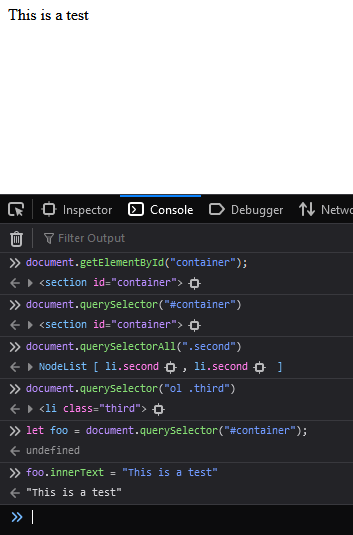 This is a test
Inspector Console Debugger Netwo
Filter Output
document.getElementById("container");
<section id="container">
document.querySelector("#container")
<section id="container">
document.querySelectorAll(".second")
NodeList [ li.second , li.second ]
document.querySelector("ol .third")
<li class="third">
let foo = document.querySelector("#container");
undefined
foo.innerText = "This is a test"
"This is a test"